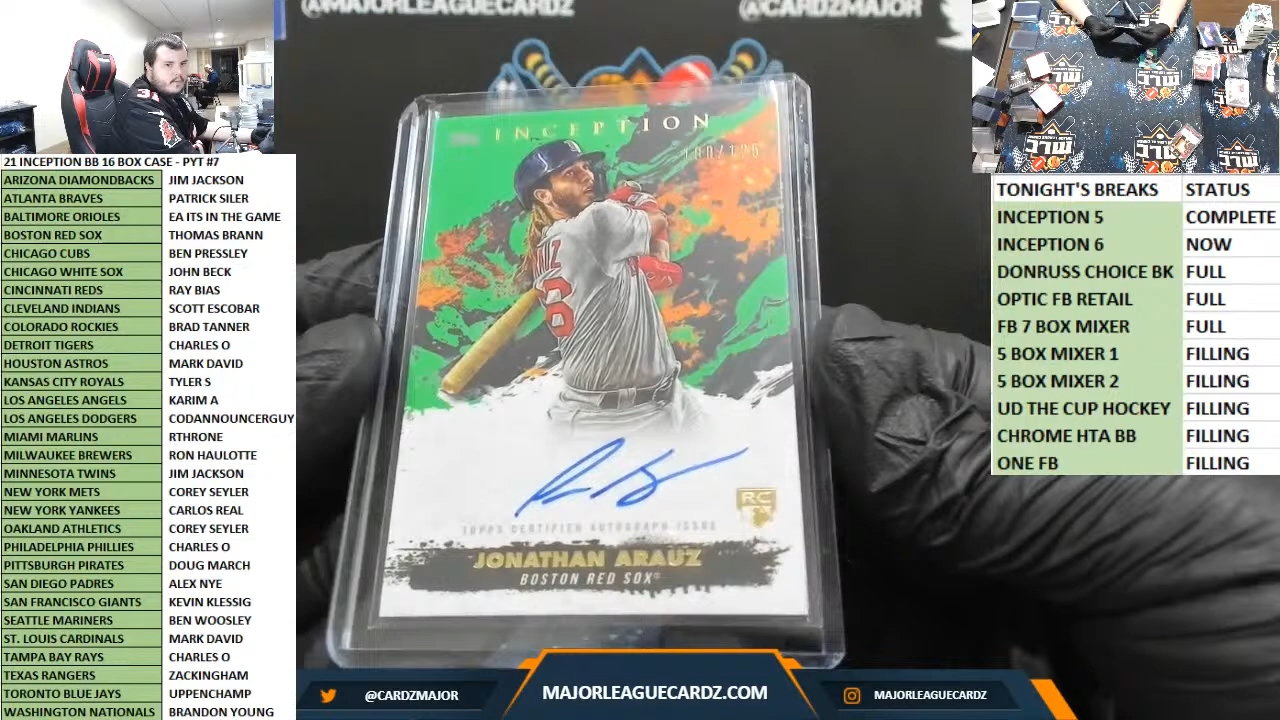 @MAJORLEAGUECARDZ
@CARDZMAJOR
INCEPTION
100/125
TOPPS CERTIFIED AUTOGRAPH ISSUE
RC
JONATHAN ARAUZ
BOSTON RED SOX
21 INCEPTION BB 16 BOX CASE - PYT #7
ARIZONA DIAMONDBACKS JIM JACKSON
ATLANTA BRAVES PATRICK SILER
BALTIMORE ORIOLES EA ITS IN THE GAME
BOSTON RED SOX THOMAS BRANN
CHICAGO CUBS BEN PRESSLEY
CHICAGO WHITE SOX JOHN BECK
CINCINNATI REDS RAY BIAS
CLEVELAND INDIANS SCOTT ESCOBAR
COLORADO ROCKIES BRAD TANNER
DETROIT TIGERS CHARLES O
HOUSTON ASTROS MARK DAVID
KANSAS CITY ROYALS TYLER S
LOS ANGELES ANGELS KARIM A
LOS ANGELES DODGERS CODANNOUNCERGUY
MIAMI MARLINS RTHRONE
MILWAUKEE BREWERS RON HAULOTTE
MINNESOTA TWINS JIM JACKSON
NEW YORK METS COREY SEYLER
NEW YORK YANKEES CARLOS REAL
OAKLAND ATHLETICS COREY SEYLER
PHILADELPHIA PHILLIES CHARLES O
PITTSBURGH PIRATES DOUG MARCH
SAN DIEGO PADRES ALEX NYE
SAN FRANCISCO GIANTS KEVIN KLESSIG
SEATTLE MARINERS BEN WOOSLEY
ST. LOUIS CARDINALS MARK DAVID
TAMPA BAY RAYS CHARLES O
TEXAS RANGERS ZACKINGHAM
TORONTO BLUE JAYS UPPENCHAMP
WASHINGTON NATIONALS BRANDON YOUNG
TONIGHT'S BREAKS STATUS
INCEPTION 5 COMPLETE
INCEPTION 6 NOW
DONRUSS CHOICE BK FULL
OPTIC FB RETAIL FULL
FB 7 BOX MIXER FULL
5 BOX MIXER 1 FILLING
5 BOX MIXER 2 FILLING
UD THE CUP HOCKEY FILLING
CHROME HTA BB FILLING
ONE FB FILLING
@CARDZMAJOR
MAJORLEAGUECARDZ.COM
MAJORLEAGUECARDZ